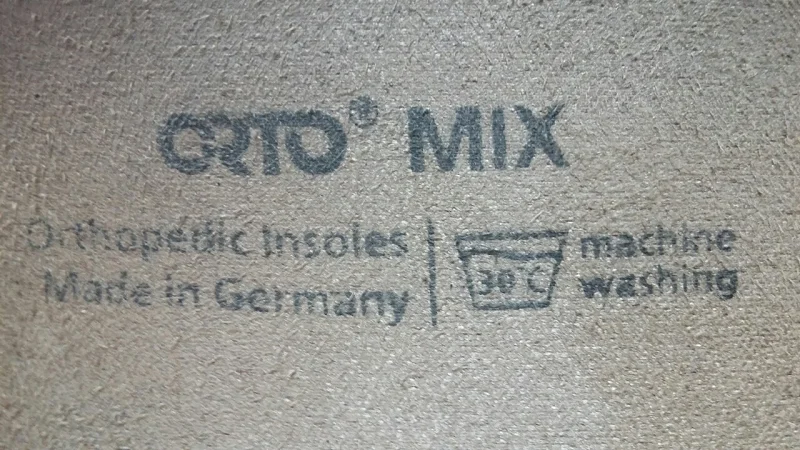 ORTO® MIX
Orthopedic Insoles
Made in Germany
30°C
machine
washing